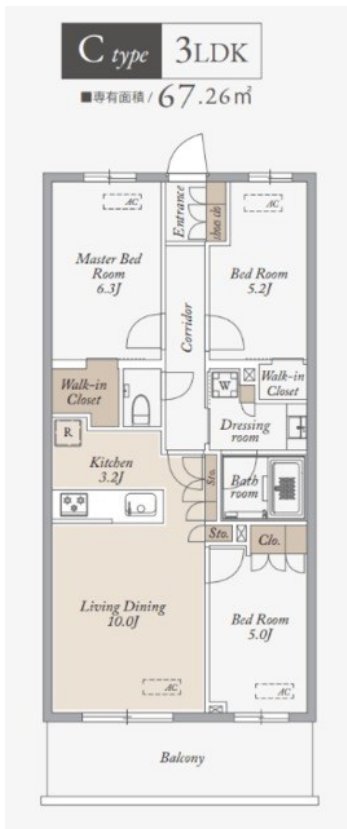 C type 3LDK
■専有面積/67.26㎡
AC
AC
Entrance
shoes cl
Master Bed
Room
6.3J
Bed Room
5.2J
Corridor
Walk-in
Closet
W
Walk-in
Closet
Dressing
room
R
Kitchen
3.2J
Sto.
Bath
room
Sto.
Clo.
Living Dining
10.0J
Bed Room
5.0J
AC
AC
Balcony